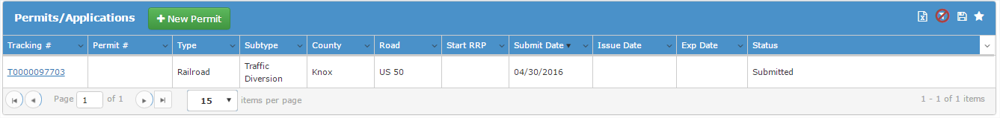 Permits/Applications + New Permit
Tracking # Permit # Type Subtype County Road Start RRP Submit Date Issue Date Exp Date Status
T0000097703 Railroad Traffic Diversion Knox US 50 04/30/2016 Submitted
Page 1 of 1 15 items per page 1 - 1 of 1 items